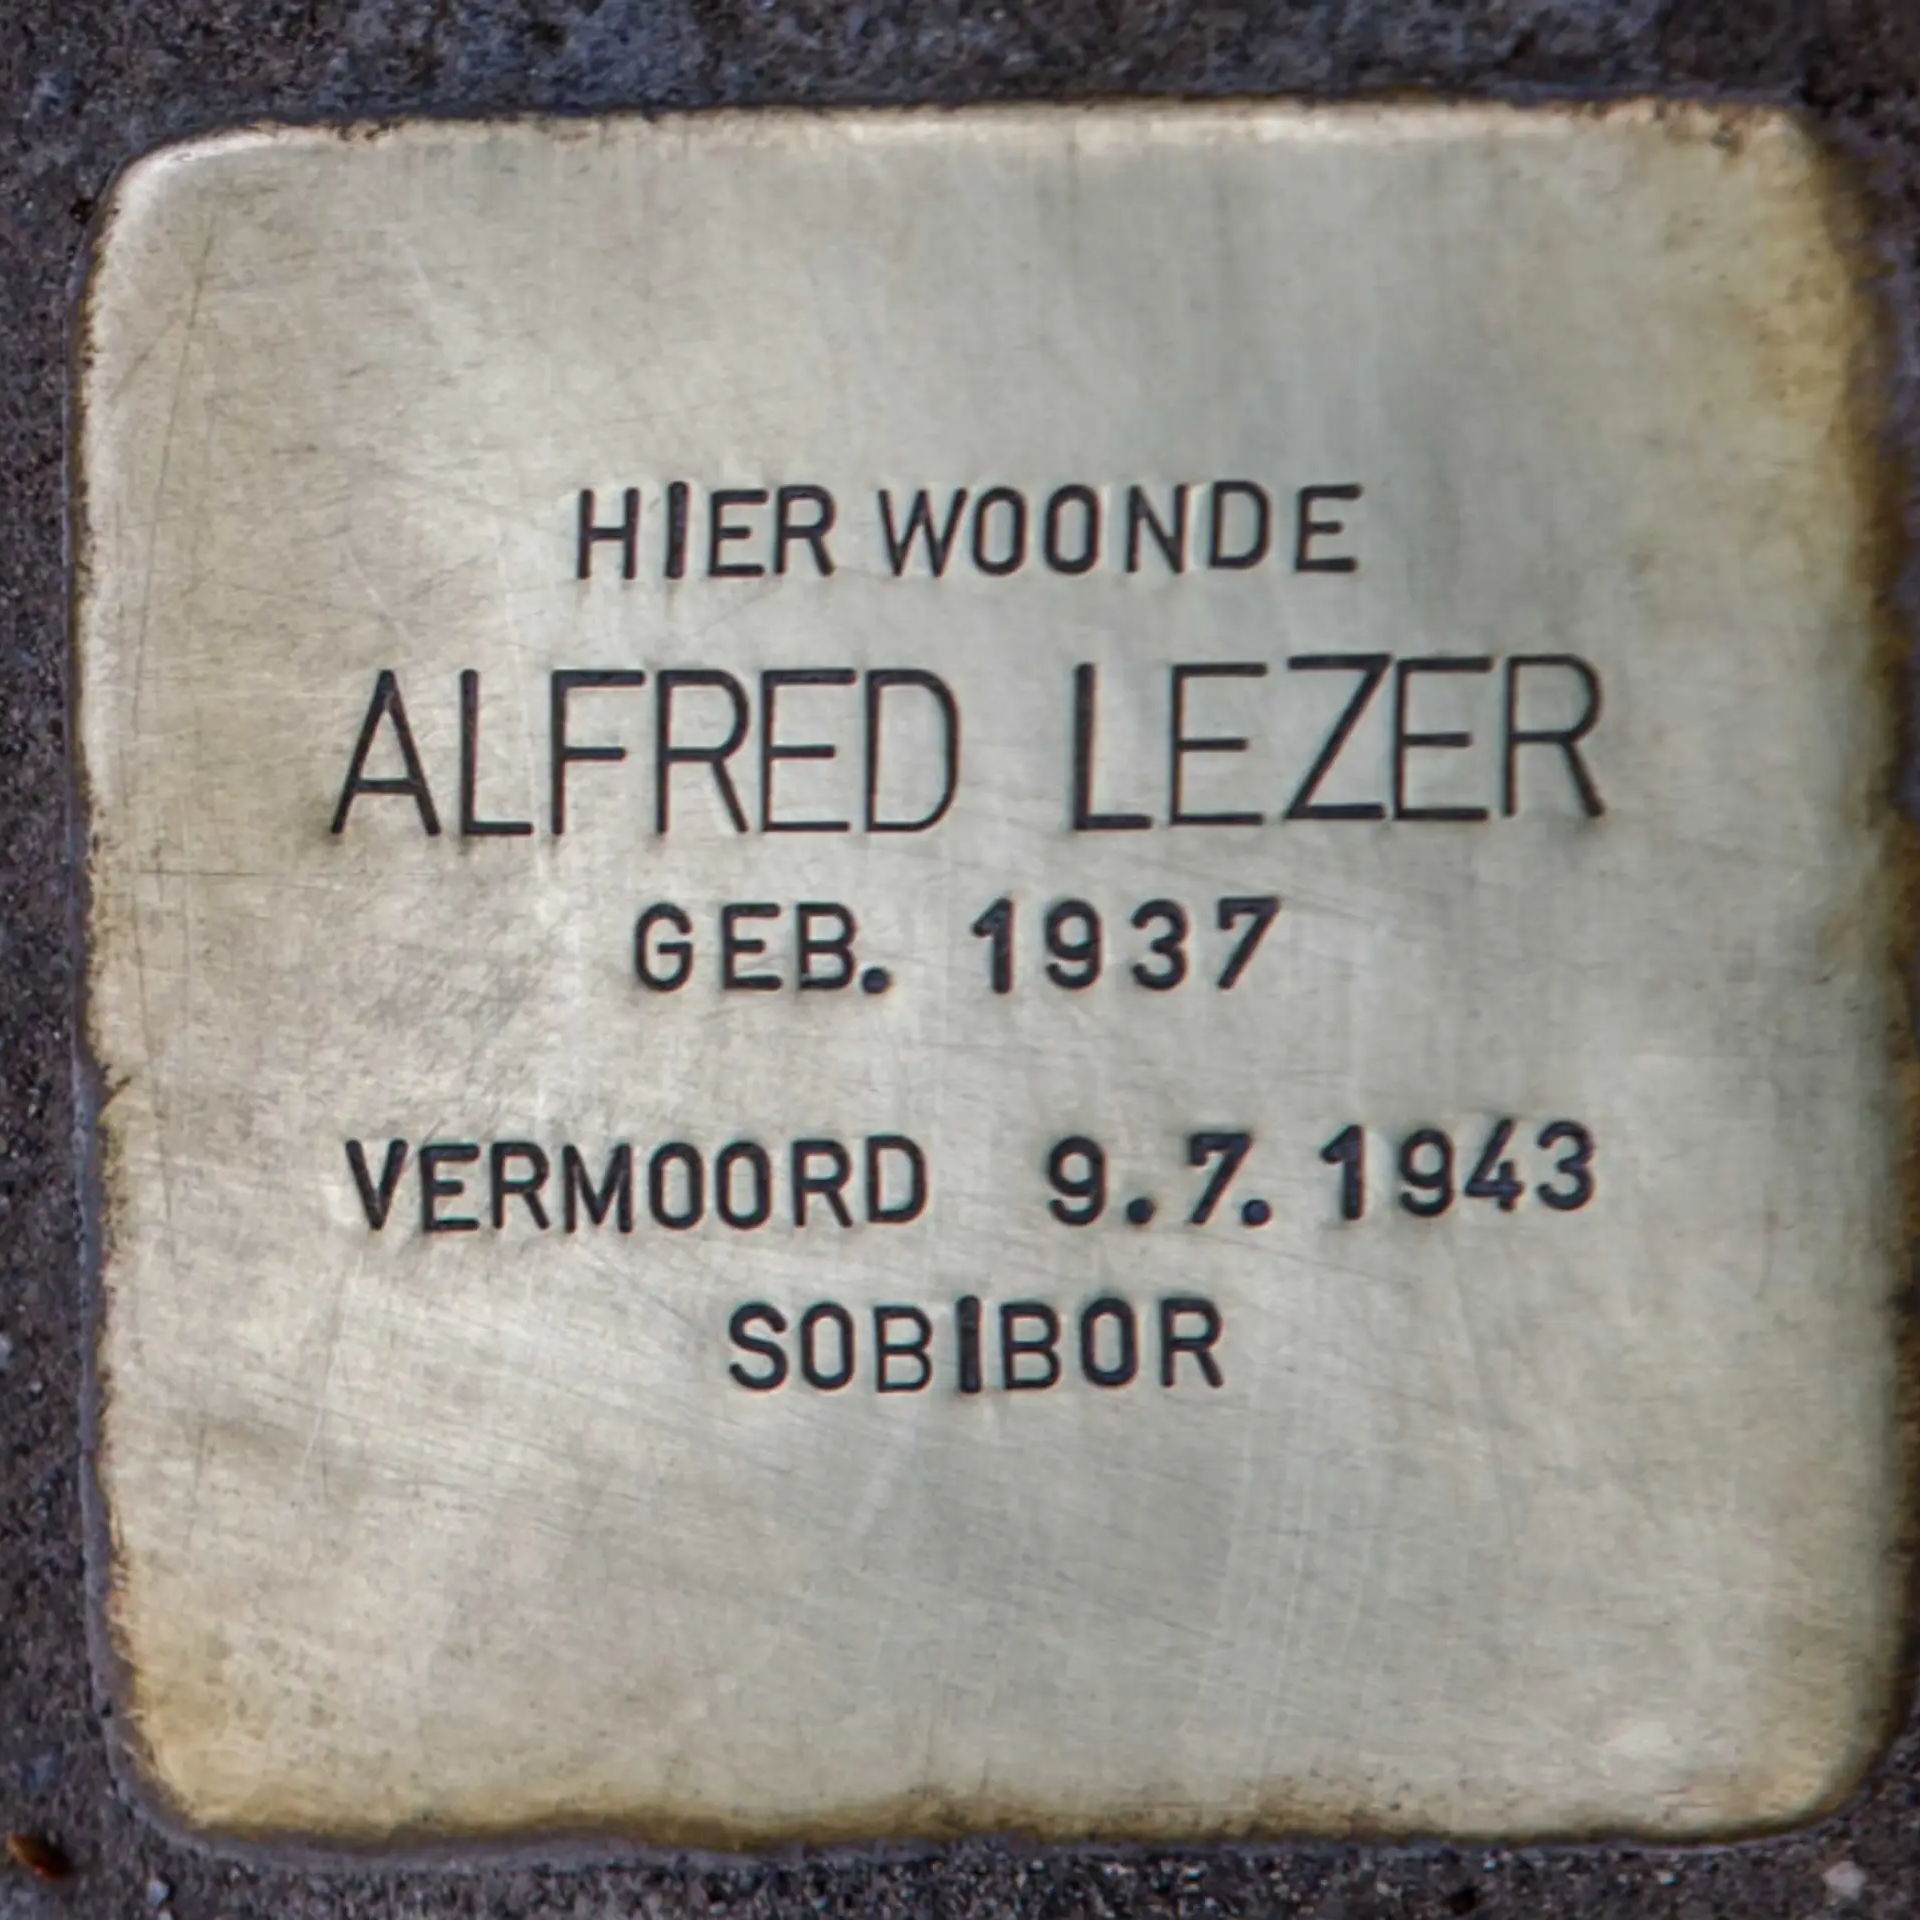 HIER WOONDE
ALFRED LEZER
GEB. 1937
VERMOORD 9.7.1943
SOBIBOR